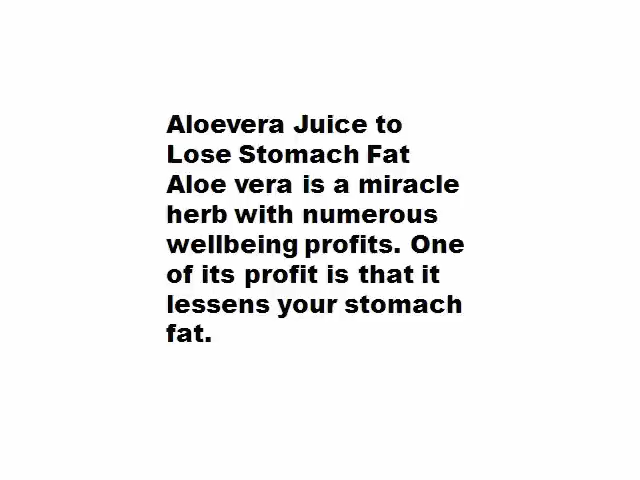 Aloevera Juice to
Lose Stomach Fat
Aloe vera is a miracle
herb with numerous
wellbeing profits. One
of its profit is that it
lessens your stomach
fat.